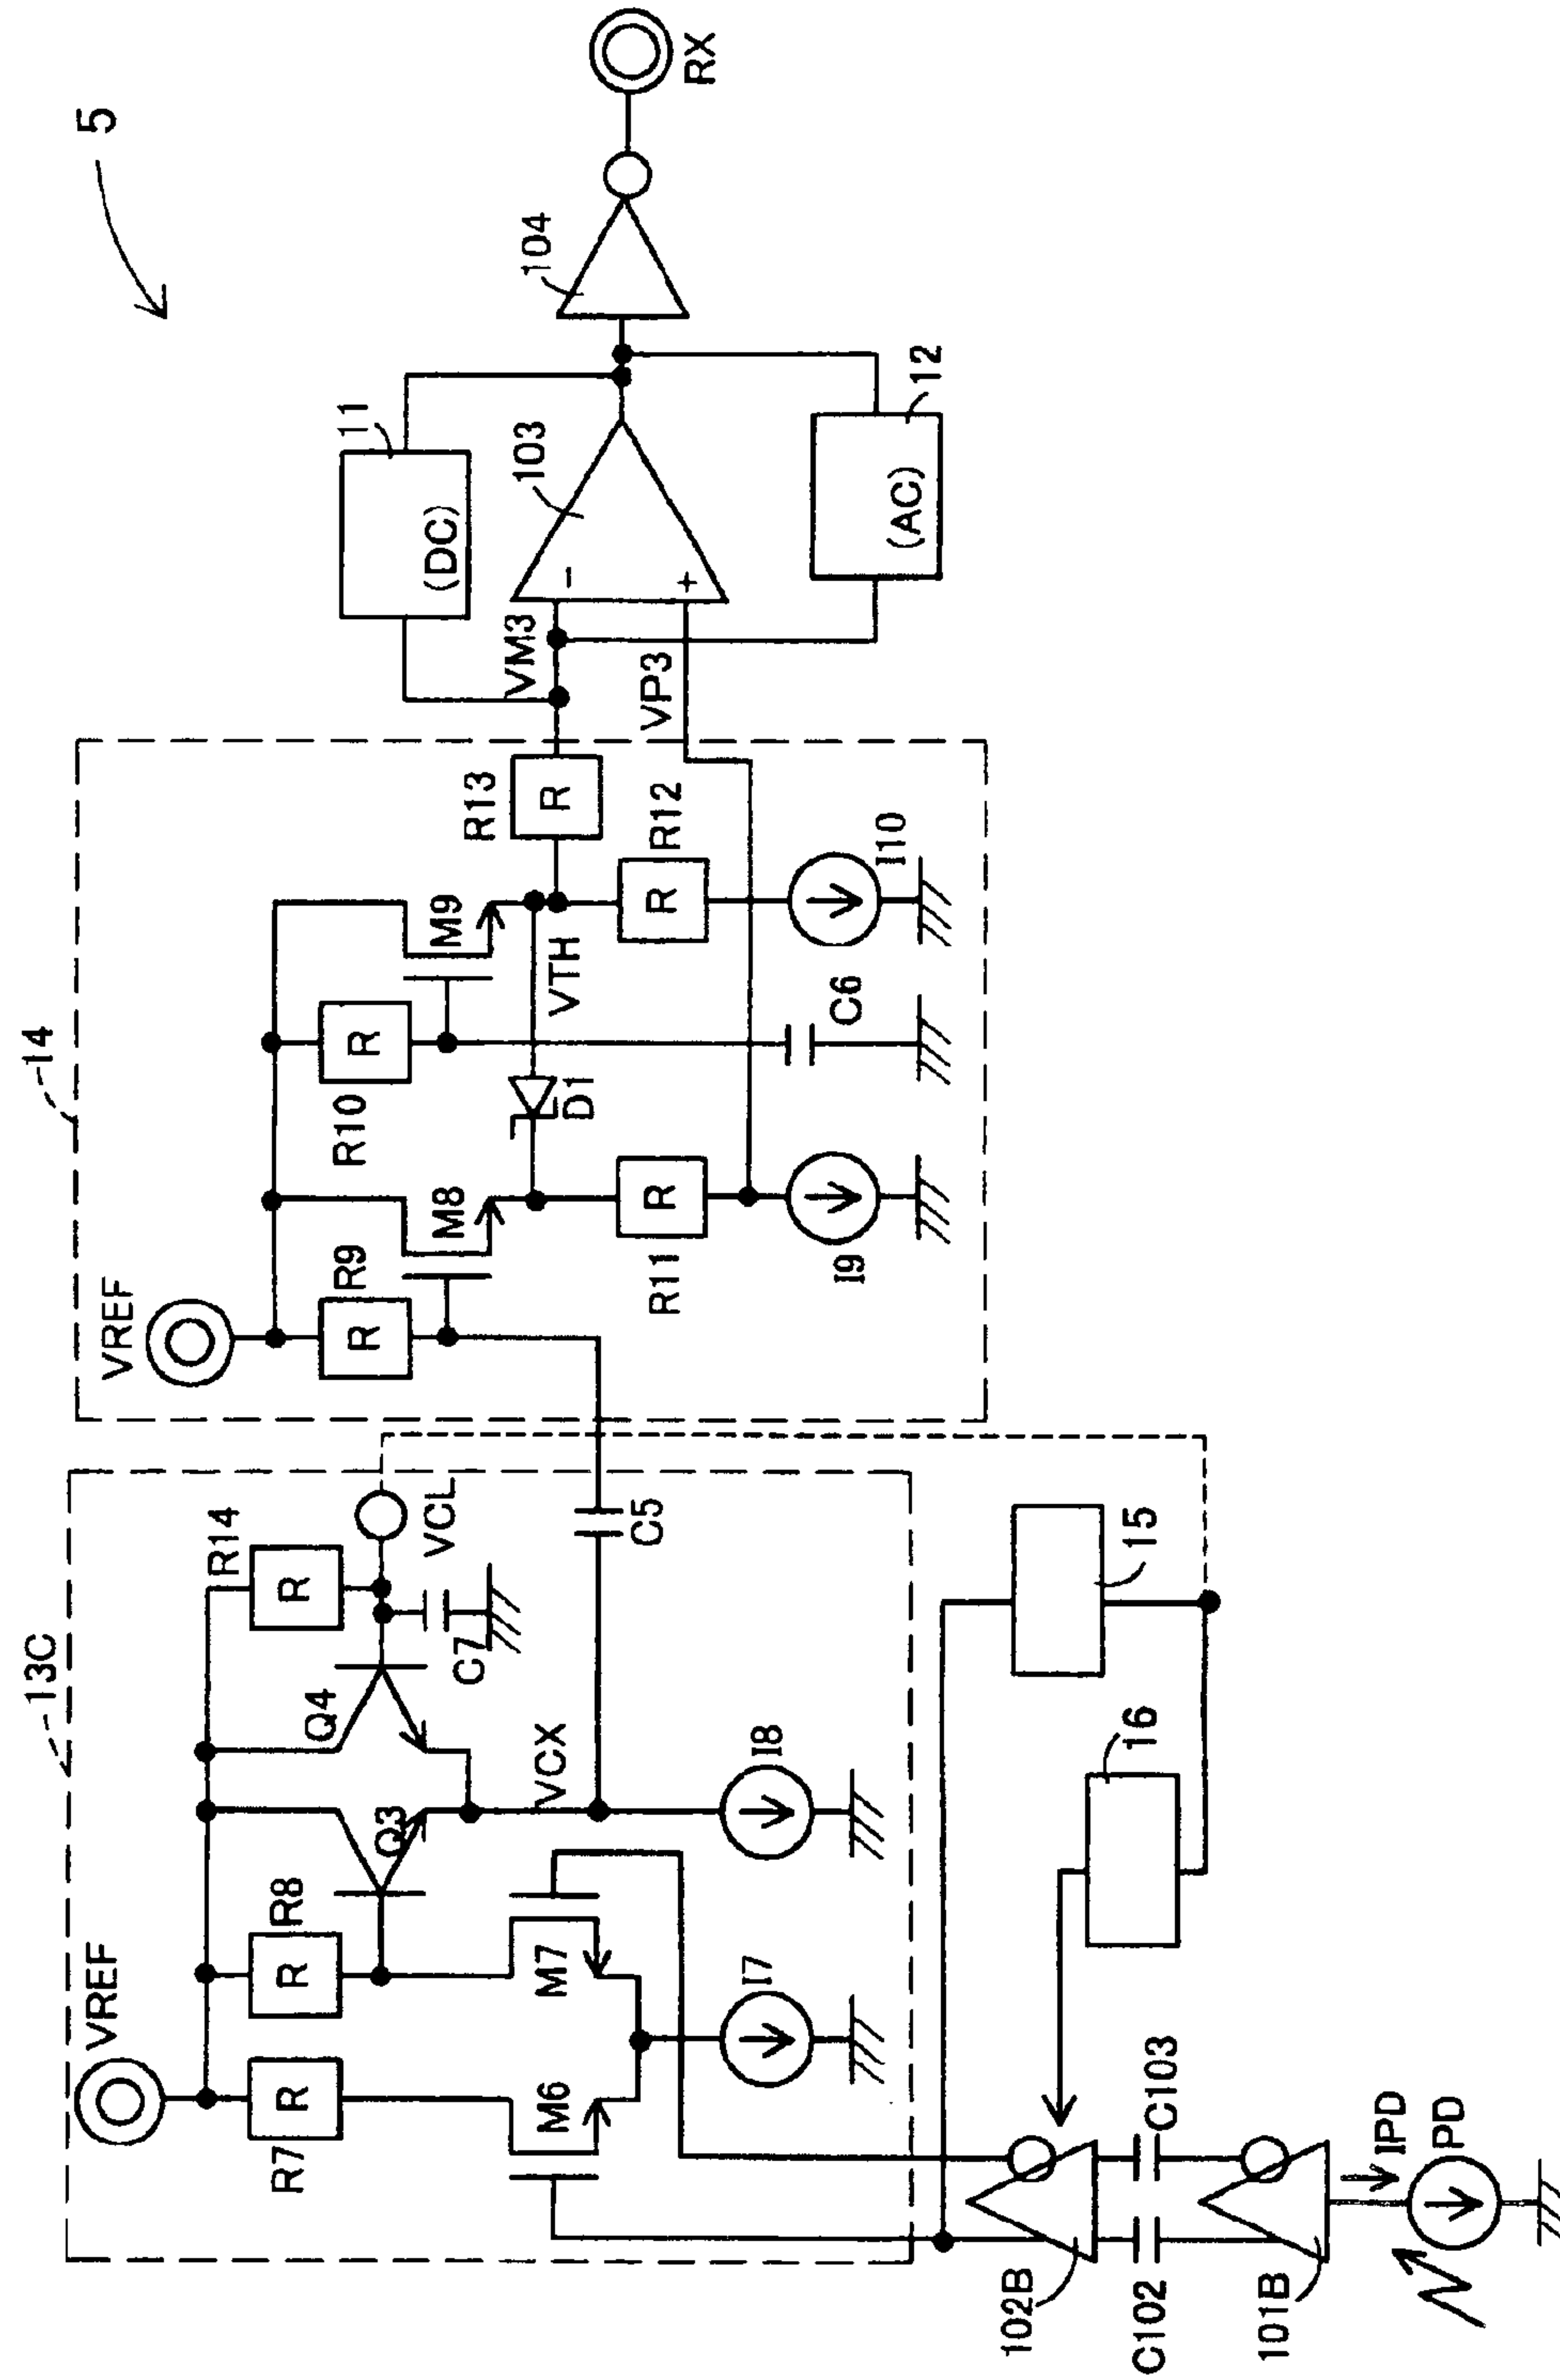 5
14
13C
VREF
R7
R
R8
R
Q3
Q4
R14
R
VCL
C7
M6
M7
VCX
I7
I8
C5
VREF
R9
R
M8
R10
R
M9
D1
VTH
R11
R
R12
R
R13
R
C6
I9
I10
VM3
VP3
11
(DC)
103
-
+
12
(AC)
104
RX
15
16
102B
C102
C103
101B
IPD
PD